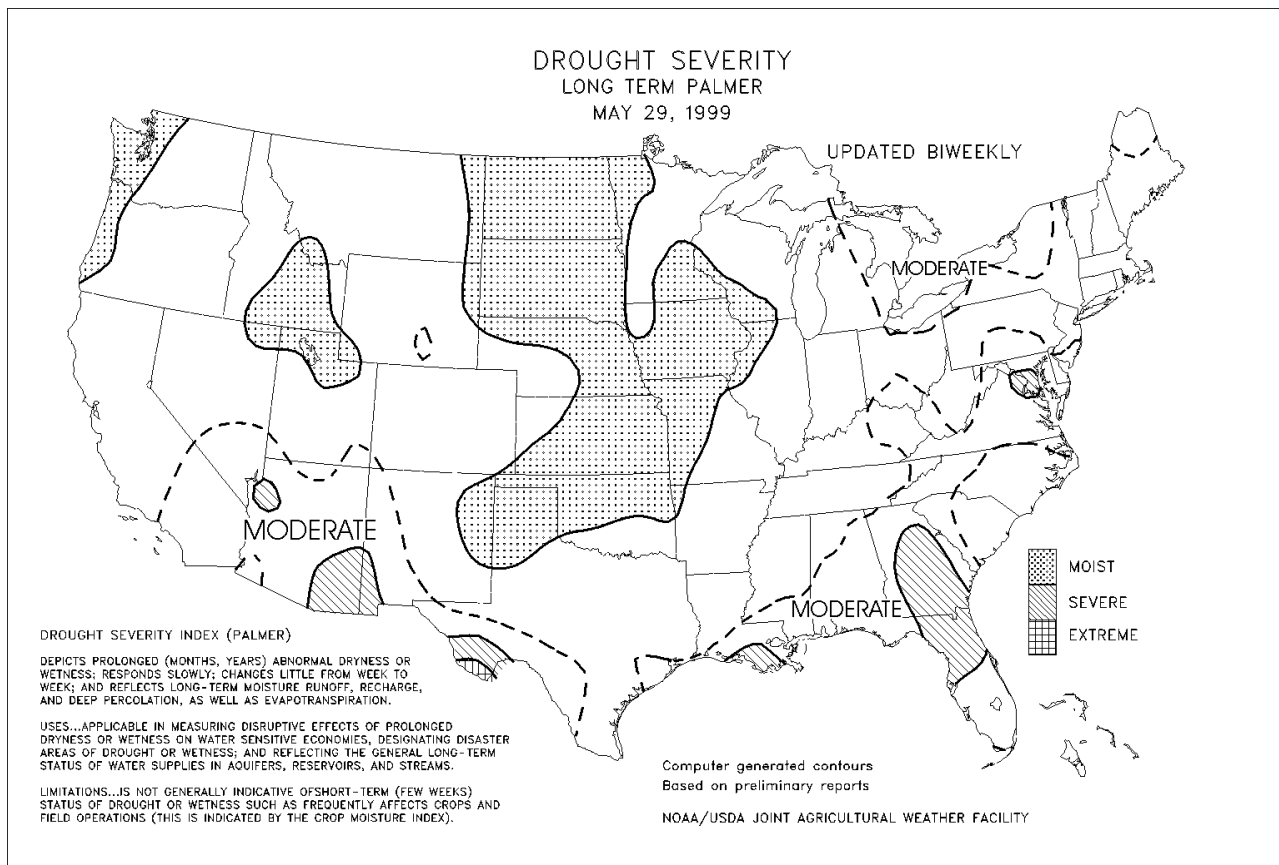 DROUGHT SEVERITY
LONG TERM PALMER
MAY 29, 1999
UPDATED BIWEEKLY
MODERATE
MODERATE
MODERATE
MOIST
SEVERE
EXTREME
DROUGHT SEVERITY INDEX (PALMER)
DEPICTS PROLONGED (MONTHS, YEARS) ABNORMAL DRYNESS OR
WETNESS; RESPONDS SLOWLY; CHANGES LITTLE FROM WEEK TO
WEEK; AND REFLECTS LONG-TERM MOISTURE RUNOFF, RECHARGE,
AND DEEP PERCOLATION, AS WELL AS EVAPOTRANSPIRATION.
USES...APPLICABLE IN MEASURING DISRUPTIVE EFFECTS OF PROLONGED
DRYNESS OR WETNESS ON WATER SENSITIVE ECONOMIES, DESIGNATING DISASTER
AREAS OF DROUGHT OR WETNESS; AND REFLECTING THE GENERAL LONG-TERM
STATUS OF WATER SUPPLIES IN AQUIFERS, RESERVOIRS, AND STREAMS.
LIMITATIONS...IS NOT GENERALLY INDICATIVE OFSHORT-TERM (FEW WEEKS)
STATUS OF DROUGHT OR WETNESS SUCH AS FREQUENTLY AFFECTS CROPS AND
FIELD OPERATIONS (THIS IS INDICATED BY THE CROP MOISTURE INDEX).
Computer generated contours
Based on preliminary reports
NOAA/USDA JOINT AGRICULTURAL WEATHER FACILITY